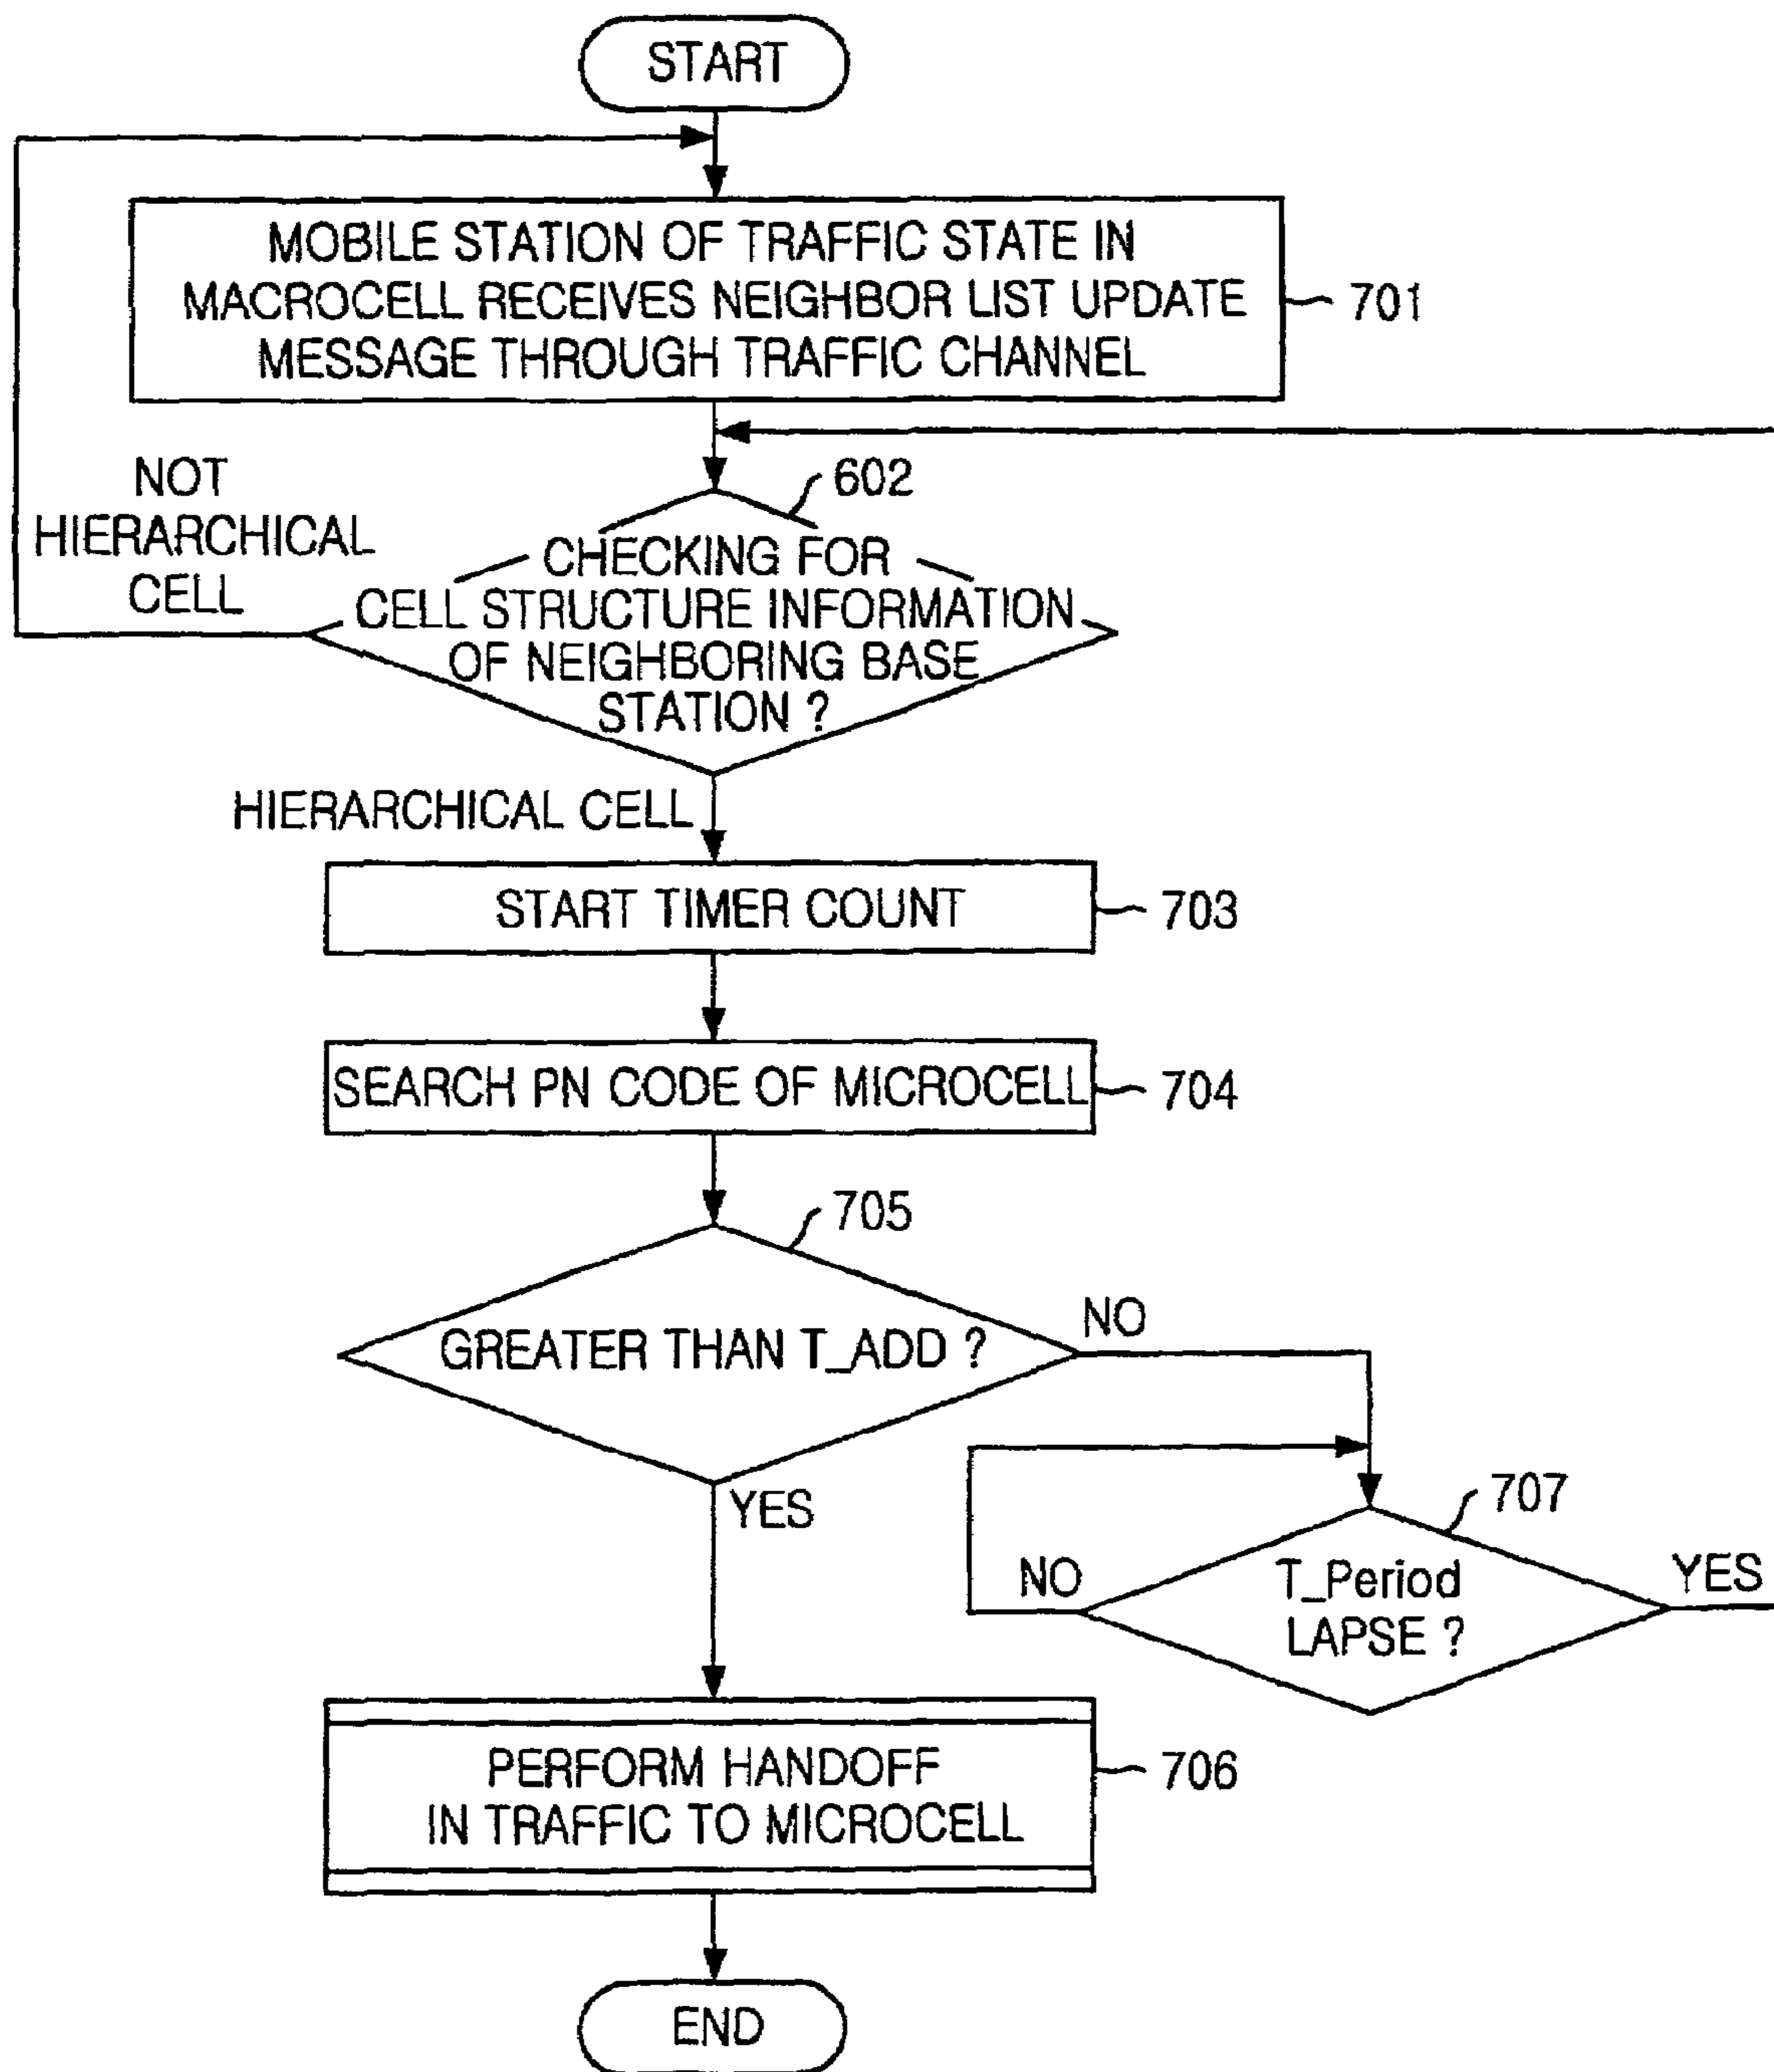 START
MOBILE STATION OF TRAFFIC STATE IN
MACROCELL RECEIVES NEIGHBOR LIST UPDATE
MESSAGE THROUGH TRAFFIC CHANNEL
701
NOT
HIERARCHICAL
CELL
602
CHECKING FOR
CELL STRUCTURE INFORMATION
OF NEIGHBORING BASE
STATION ?
HIERARCHICAL CELL
START TIMER COUNT
703
SEARCH PN CODE OF MICROCELL
704
705
GREATER THAN T_ADD ?
NO
YES
707
T_Period
LAPSE ?
NO
YES
PERFORM HANDOFF
IN TRAFFIC TO MICROCELL
706
END